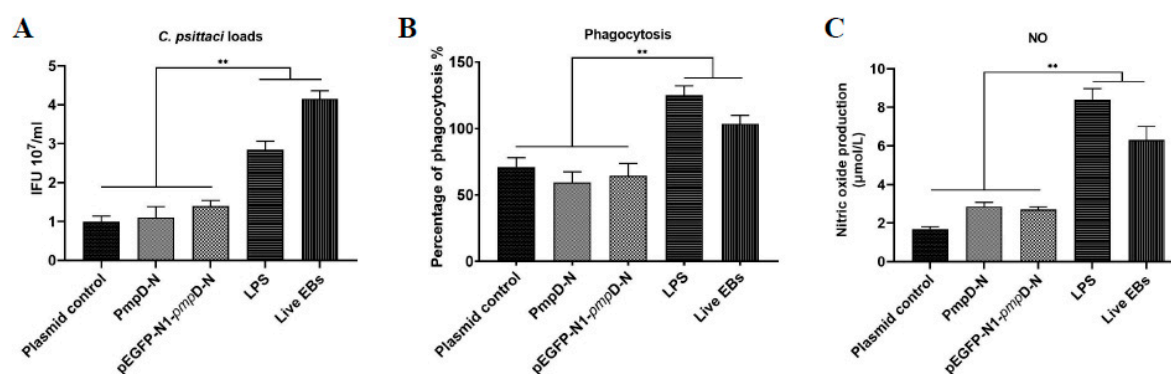 A
C. psittaci loads
**
IFU 10⁷/ml
5
4
3
2
1
0
Plasmid control
PmpD-N
pEGFP-N1-pmpD-N
LPS
Live EBs
B
Phagocytosis
**
Percentage of phagocytosis %
150
100
50
0
Plasmid control
PmpD-N
pEGFP-N1-pmpD-N
LPS
Live EBs
C
NO
**
Nitric oxide production
(μmol/L)
10
8
6
4
2
0
Plasmid control
PmpD-N
pEGFP-N1-pmpD-N
LPS
Live EBs